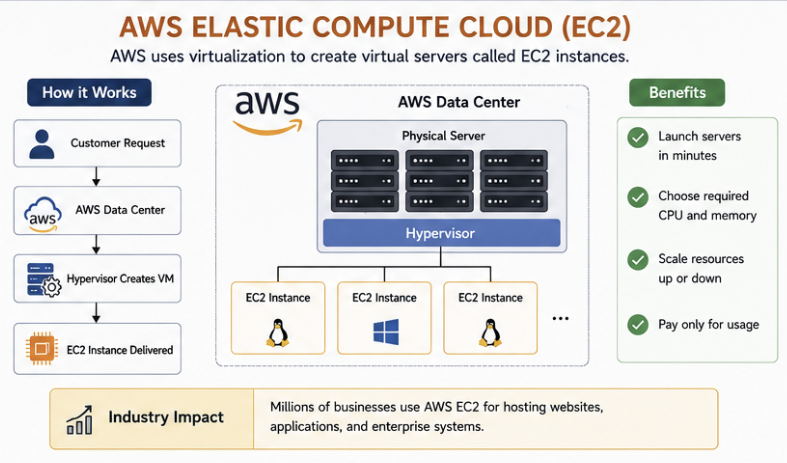 AWS ELASTIC COMPUTE CLOUD (EC2)
AWS uses virtualization to create virtual servers called EC2 instances.
How it Works
Customer Request
aws
AWS Data Center
Hypervisor Creates VM
EC2 Instance Delivered
aws
AWS Data Center
Physical Server
Hypervisor
EC2 Instance
EC2 Instance
EC2 Instance
...
Benefits
Launch servers
in minutes
Choose required
CPU and memory
Scale resources
up or down
Pay only for usage
Industry Impact
Millions of businesses use AWS EC2 for hosting websites,
applications, and enterprise systems.